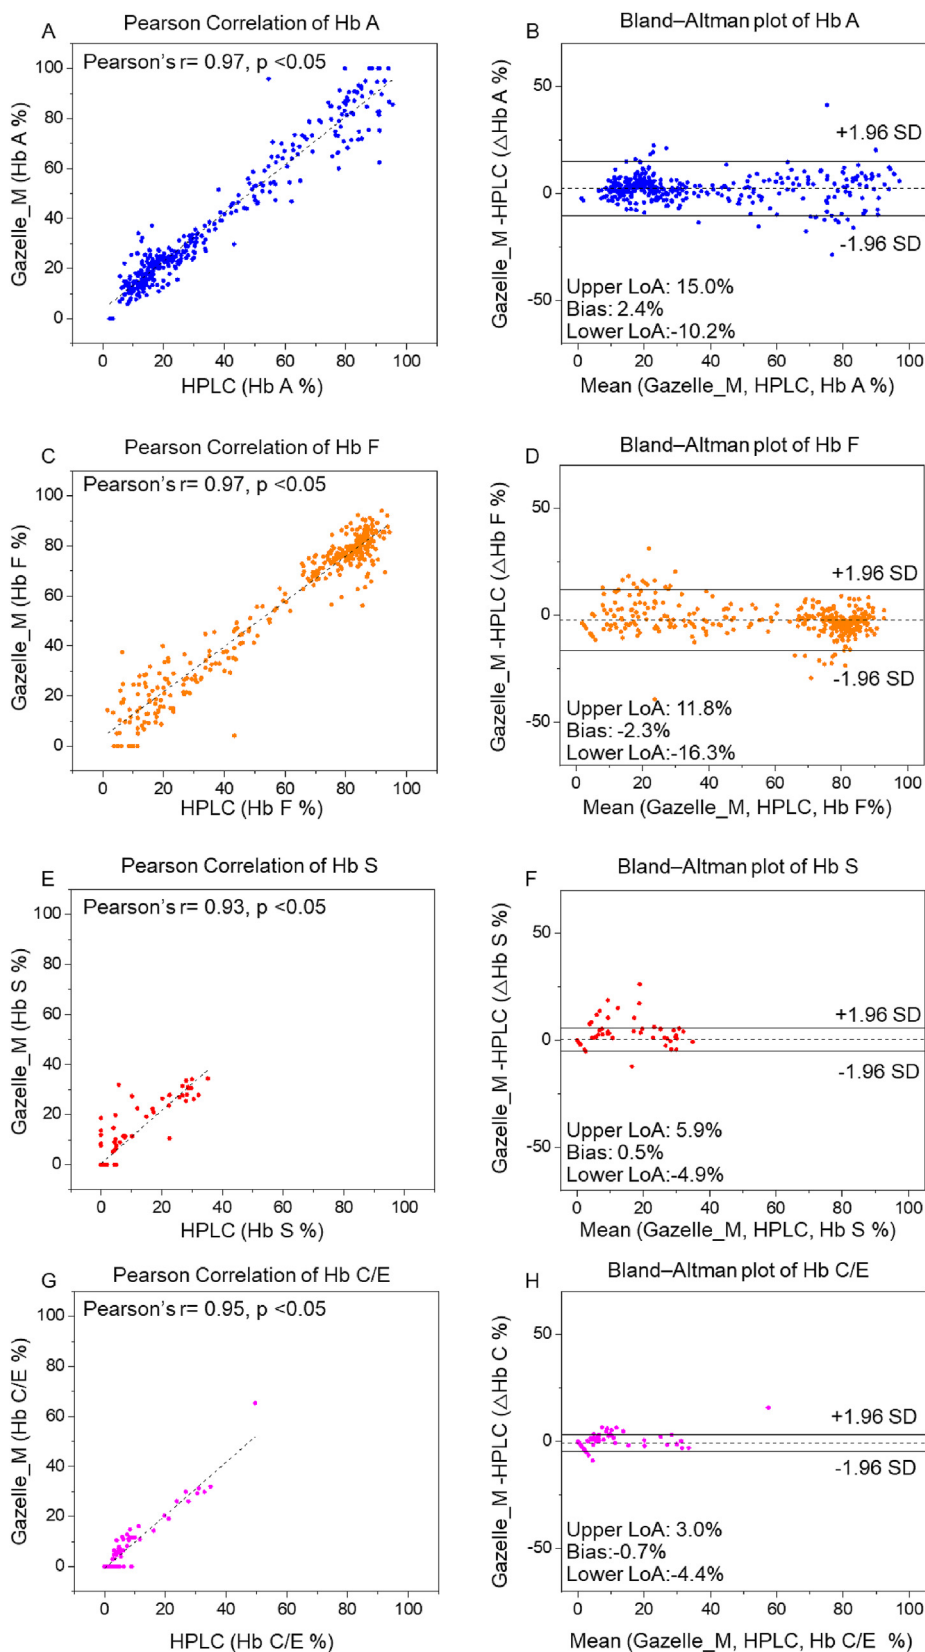 A Pearson Correlation of Hb A
Pearson's r= 0.97, p <0.05
100
80
60
40
20
0
Gazelle_M (Hb A %)
0 20 40 60 80 100
HPLC (Hb A %)
B Bland–Altman plot of Hb A
50
0
-50
Gazelle_M -HPLC (△Hb A %)
+1.96 SD
-1.96 SD
Upper LoA: 15.0%
Bias: 2.4%
Lower LoA:-10.2%
0 20 40 60 80 100
Mean (Gazelle_M, HPLC, Hb A %)
C Pearson Correlation of Hb F
Pearson's r= 0.97, p <0.05
100
80
60
40
20
0
Gazelle_M (Hb F %)
0 20 40 60 80 100
HPLC (Hb F %)
D Bland–Altman plot of Hb F
50
0
-50
Gazelle_M -HPLC (△Hb F %)
+1.96 SD
-1.96 SD
Upper LoA: 11.8%
Bias: -2.3%
Lower LoA:-16.3%
0 20 40 60 80 100
Mean (Gazelle_M, HPLC, Hb F%)
E Pearson Correlation of Hb S
Pearson's r= 0.93, p <0.05
100
80
60
40
20
0
Gazelle_M (Hb S %)
0 20 40 60 80 100
HPLC (Hb S %)
F Bland–Altman plot of Hb S
50
0
-50
Gazelle_M -HPLC (△Hb S %)
+1.96 SD
-1.96 SD
Upper LoA: 5.9%
Bias: 0.5%
Lower LoA:-4.9%
0 20 40 60 80 100
Mean (Gazelle_M, HPLC, Hb S %)
G Pearson Correlation of Hb C/E
Pearson's r= 0.95, p <0.05
100
80
60
40
20
0
Gazelle_M (Hb C/E %)
0 20 40 60 80 100
HPLC (Hb C/E %)
H Bland–Altman plot of Hb C/E
50
0
-50
Gazelle_M -HPLC (△Hb C %)
+1.96 SD
-1.96 SD
Upper LoA: 3.0%
Bias:-0.7%
Lower LoA:-4.4%
0 20 40 60 80 100
Mean (Gazelle_M, HPLC, Hb C/E %)